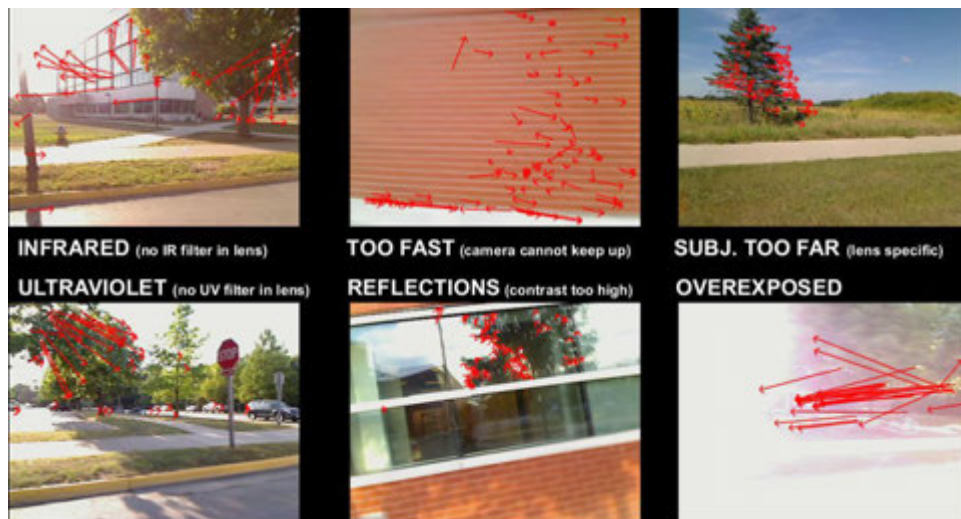 INFRARED (no IR filter in lens)
TOO FAST (camera cannot keep up)
SUBJ. TOO FAR (lens specific)
ULTRAVIOLET (no UV filter in lens)
REFLECTIONS (contrast too high)
OVEREXPOSED
STOP